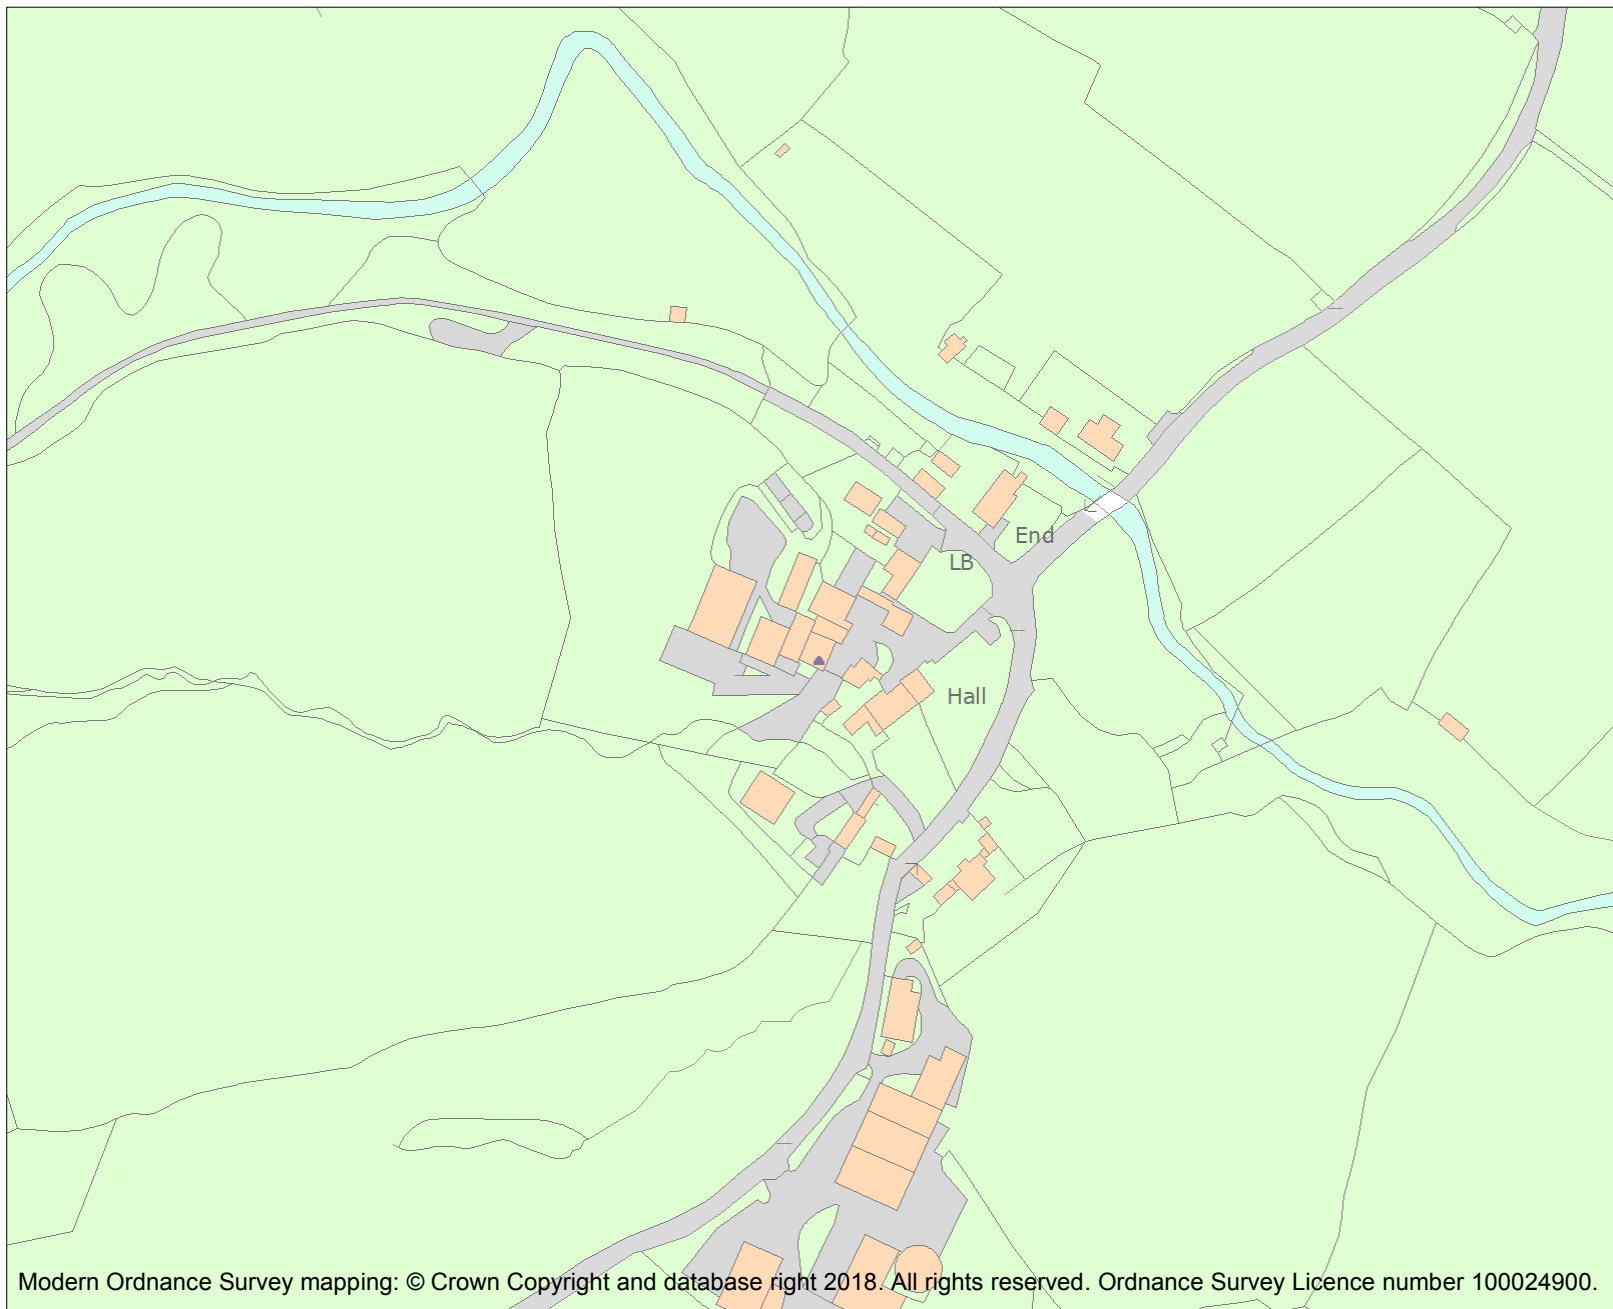 End
LB
Hall
Modern Ordnance Survey mapping: © Crown Copyright and database right 2018. All rights reserved. Ordnance Survey Licence number 100024900.